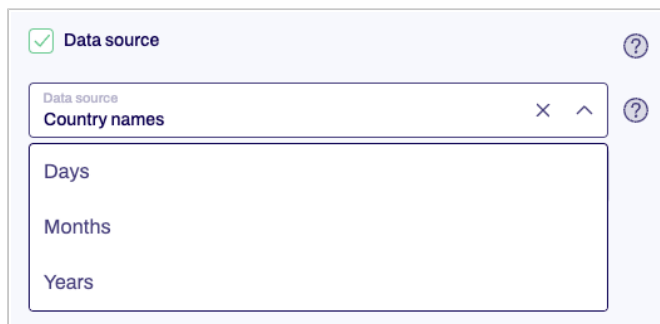 Data source
?
Data source
Country names
?
Days
Months
Years